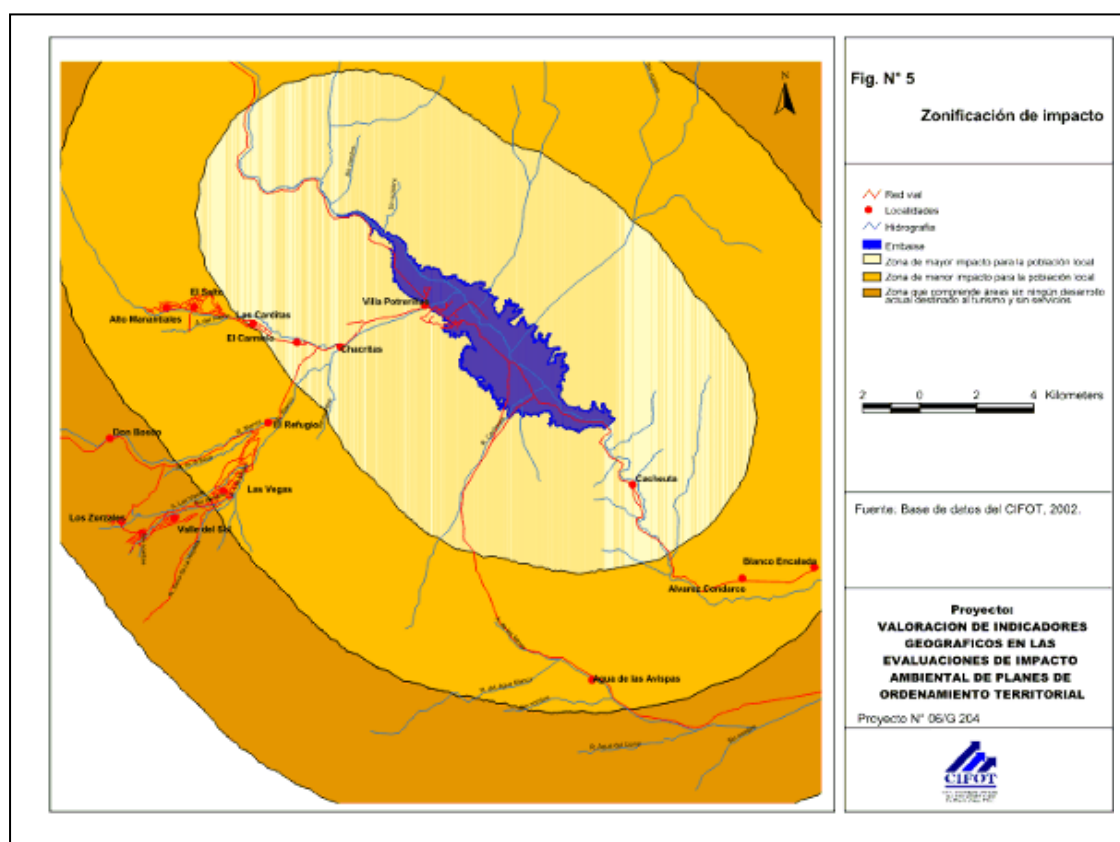 N
El Salto
Alto Manantiales
Las Carditas
El Carmelo
Chacritas
Villa Potrerillos
El Refugio
Don Bosco
Las Vegas
Los Zorzales
Valle del Sol
Cacheuta
Blanco Encalada
Alvarez Condarco
Agua de las Avispas
Fig. N° 5
Zonificación de impacto
Red vial
Localidades
Hidrografia
Embalse
Zona de mayor impacto para la población local
Zona de menor impacto para la población local
Zona que comprende áreas sin ningún desarrollo
actual destinado al turismo y sin servicios
2 0 2 4 Kilometers
Fuente. Base de datos del CIFOT, 2002.
Proyecto:
VALORACION DE INDICADORES
GEOGRAFICOS EN LAS
EVALUACIONES DE IMPACTO
AMBIENTAL DE PLANES DE
ORDENAMIENTO TERRITORIAL
Proyecto N° 06/G 204
CIFOT